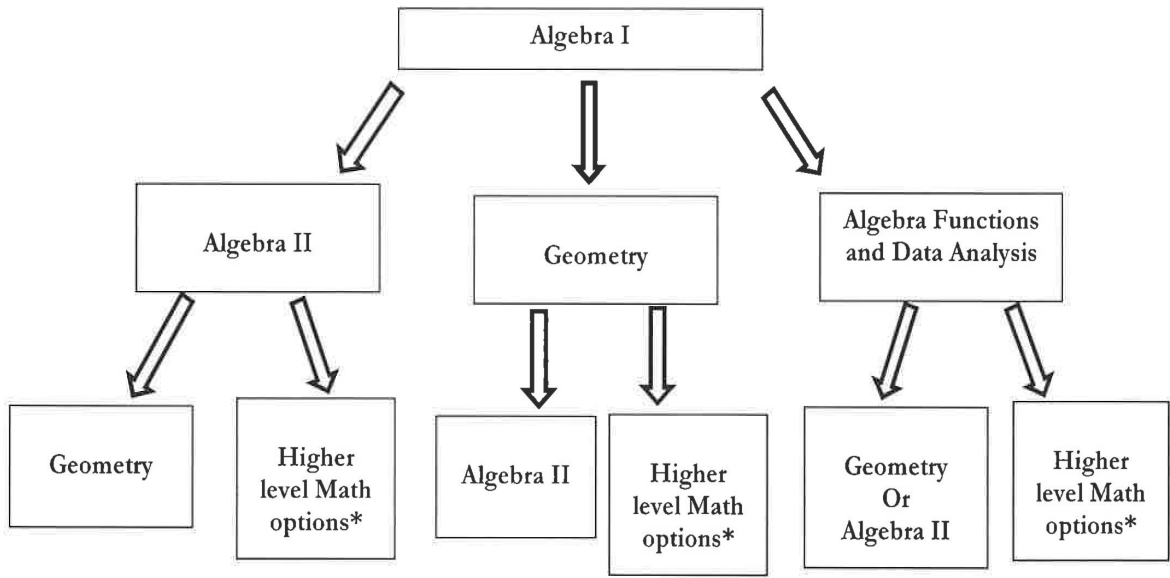 Algebra I
Algebra II
Geometry
Algebra Functions
and Data Analysis
Geometry
Higher
level Math
options*
Algebra II
Higher
level Math
options*
Geometry
Or
Algebra II
Higher
level Math
options*